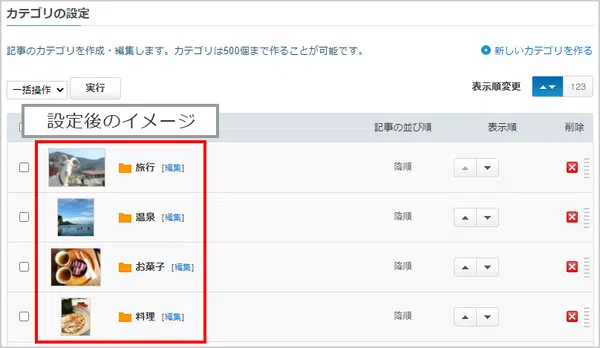 カテゴリの設定
記事のカテゴリを作成・編集します。カテゴリは500個まで作ることが可能です。
新しいカテゴリを作る
一括操作 実行 表示順変更 123
設定後のイメージ
記事の並び順 表示順 削除
旅行 [編集] 降順
温泉 [編集] 降順
お菓子 [編集] 降順
料理 [編集] 降順